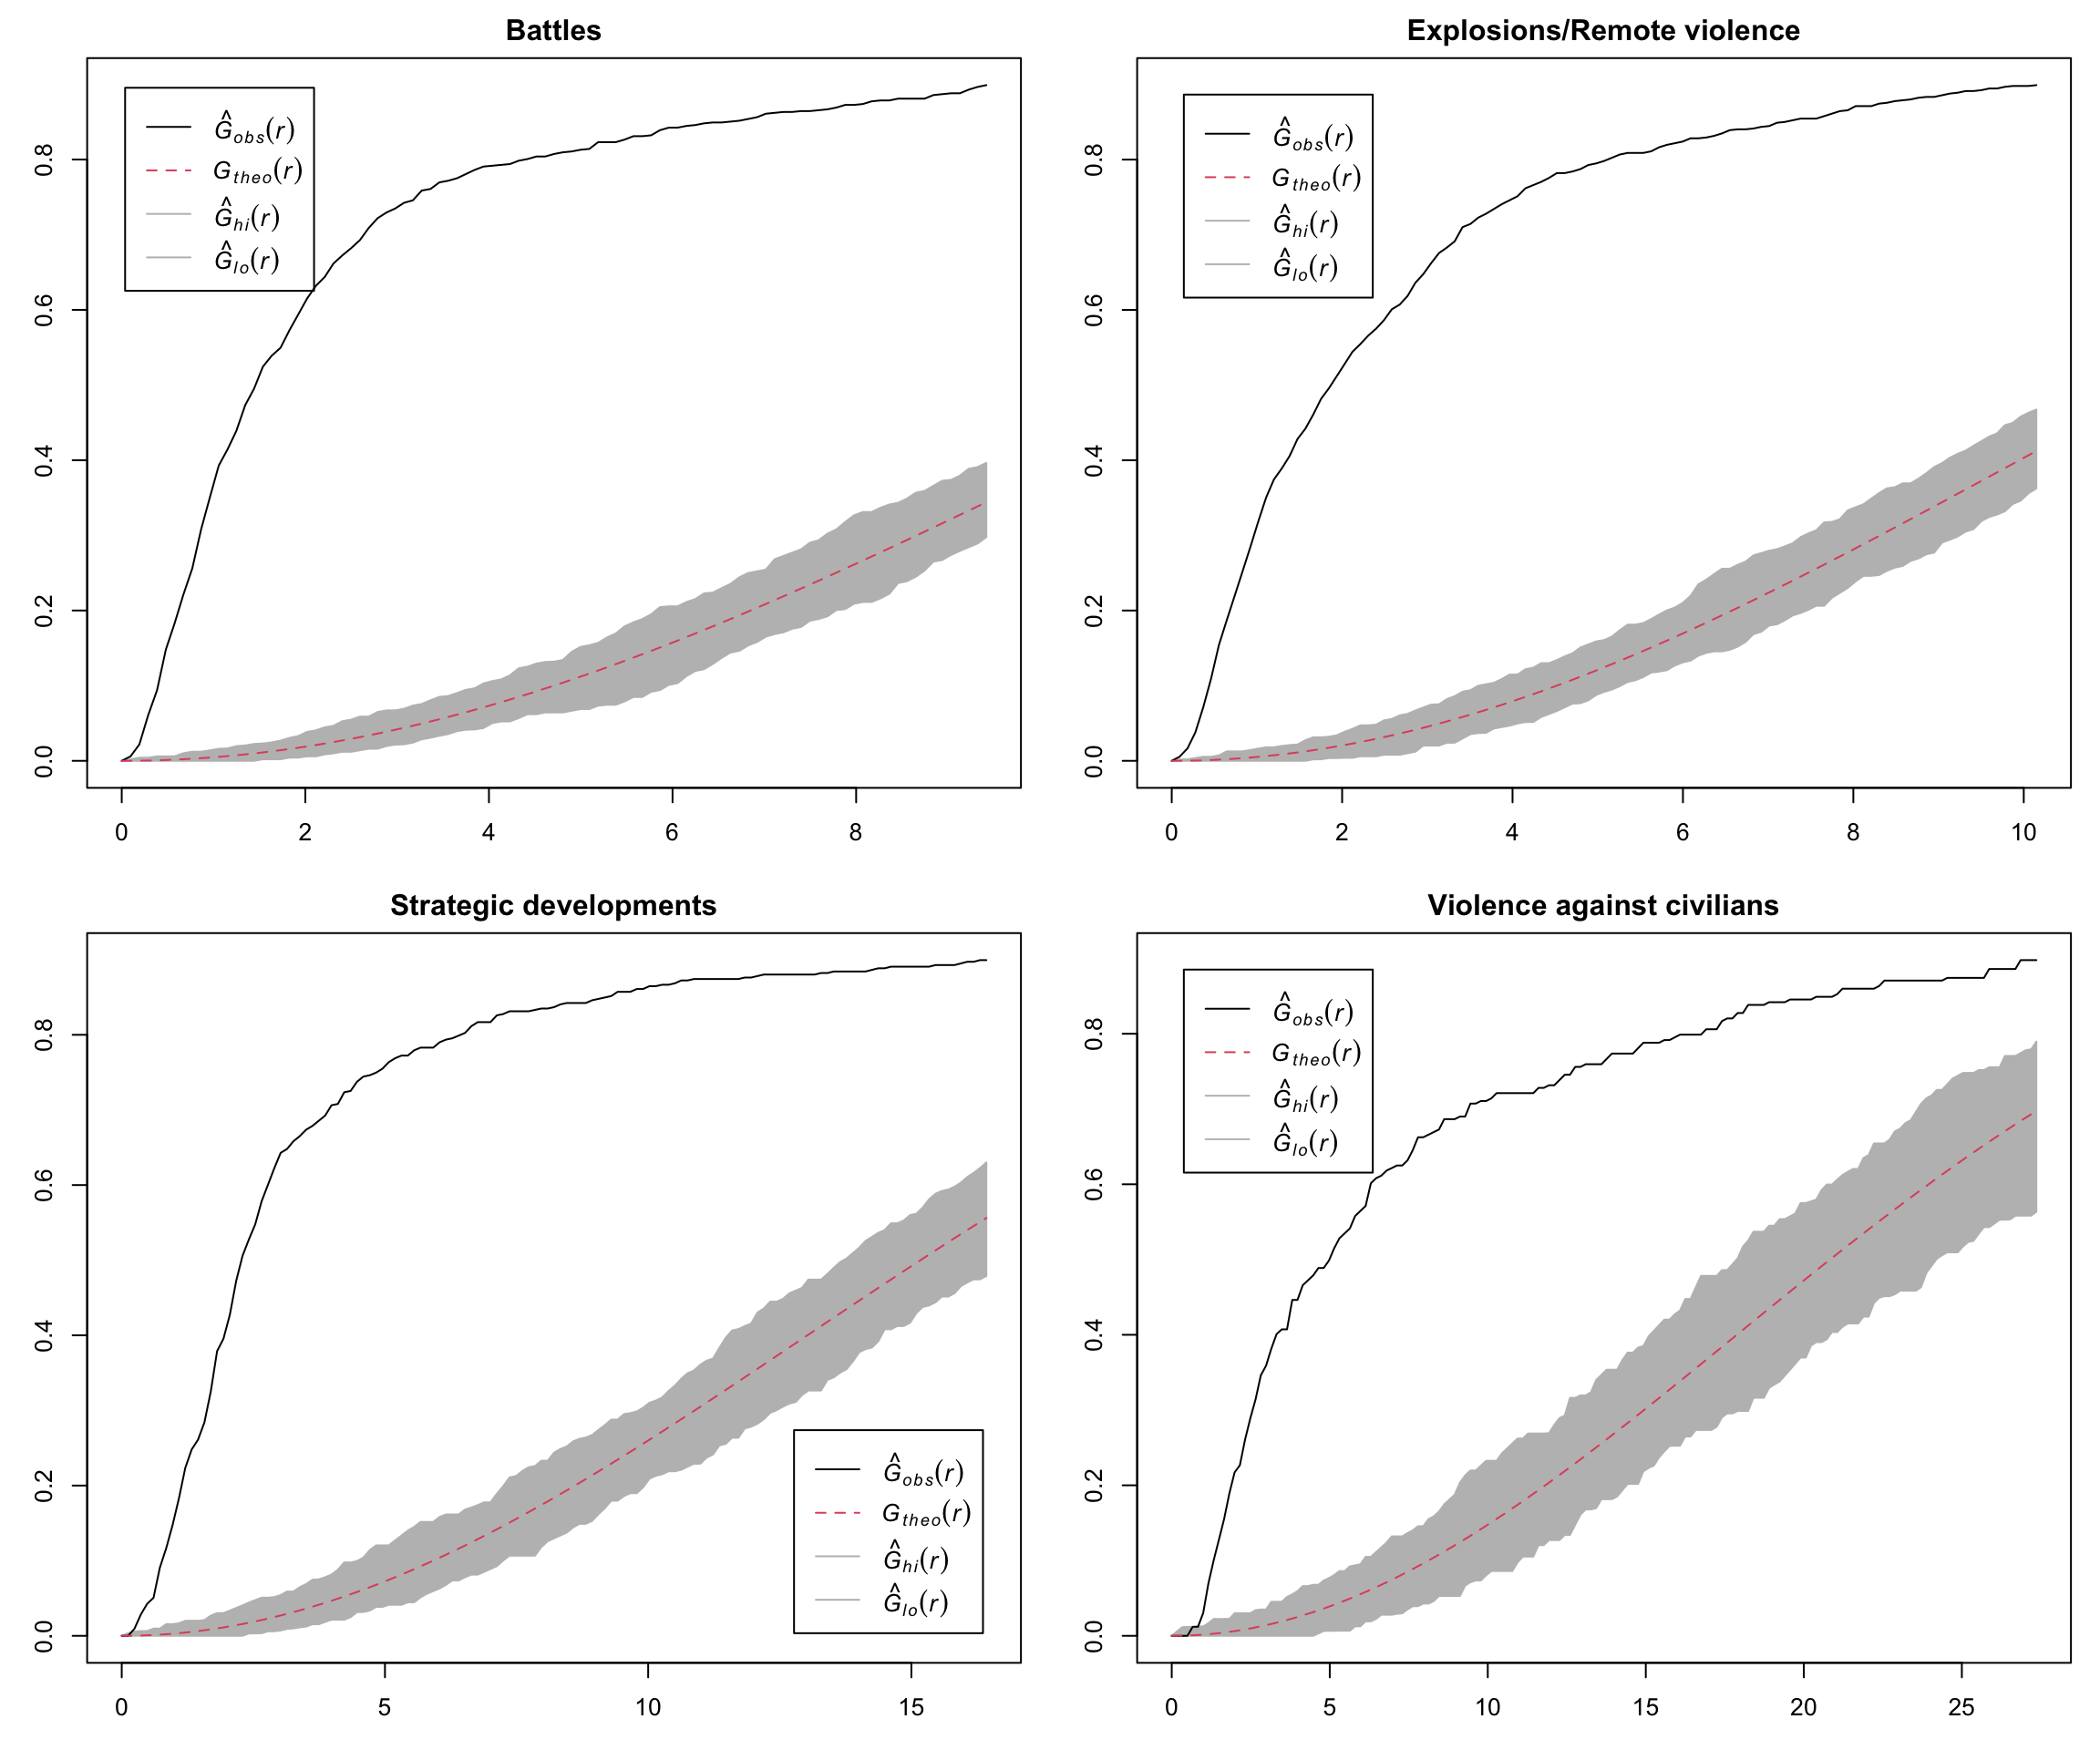 Battles
Ĝobs(r)
Gtheo(r)
Ĝhi(r)
Ĝlo(r)
0.0 0.2 0.4 0.6 0.8
0 2 4 6 8
Explosions/Remote violence
Ĝobs(r)
Gtheo(r)
Ĝhi(r)
Ĝlo(r)
0.0 0.2 0.4 0.6 0.8
0 2 4 6 8 10
Strategic developments
Ĝobs(r)
Gtheo(r)
Ĝhi(r)
Ĝlo(r)
0.0 0.2 0.4 0.6 0.8
0 5 10 15
Violence against civilians
Ĝobs(r)
Gtheo(r)
Ĝhi(r)
Ĝlo(r)
0.0 0.2 0.4 0.6 0.8
0 5 10 15 20 25